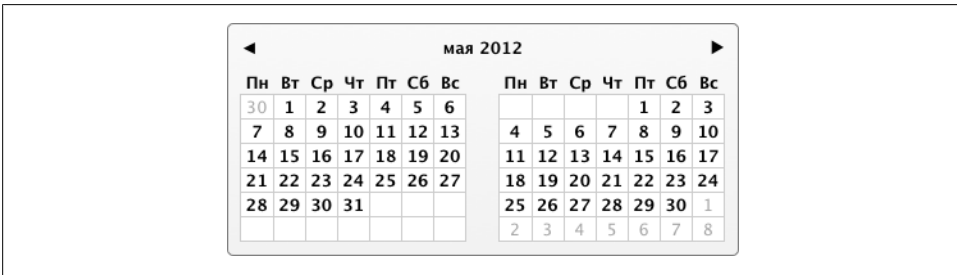 ◀ мая 2012 ▶
Пн Вт Ср Чт Пт Сб Вс Пн Вт Ср Чт Пт Сб Вс
30 1 2 3 4 5 6 1 2 3
7 8 9 10 11 12 13 4 5 6 7 8 9 10
14 15 16 17 18 19 20 11 12 13 14 15 16 17
21 22 23 24 25 26 27 18 19 20 21 22 23 24
28 29 30 31 25 26 27 28 29 30 1
2 3 4 5 6 7 8